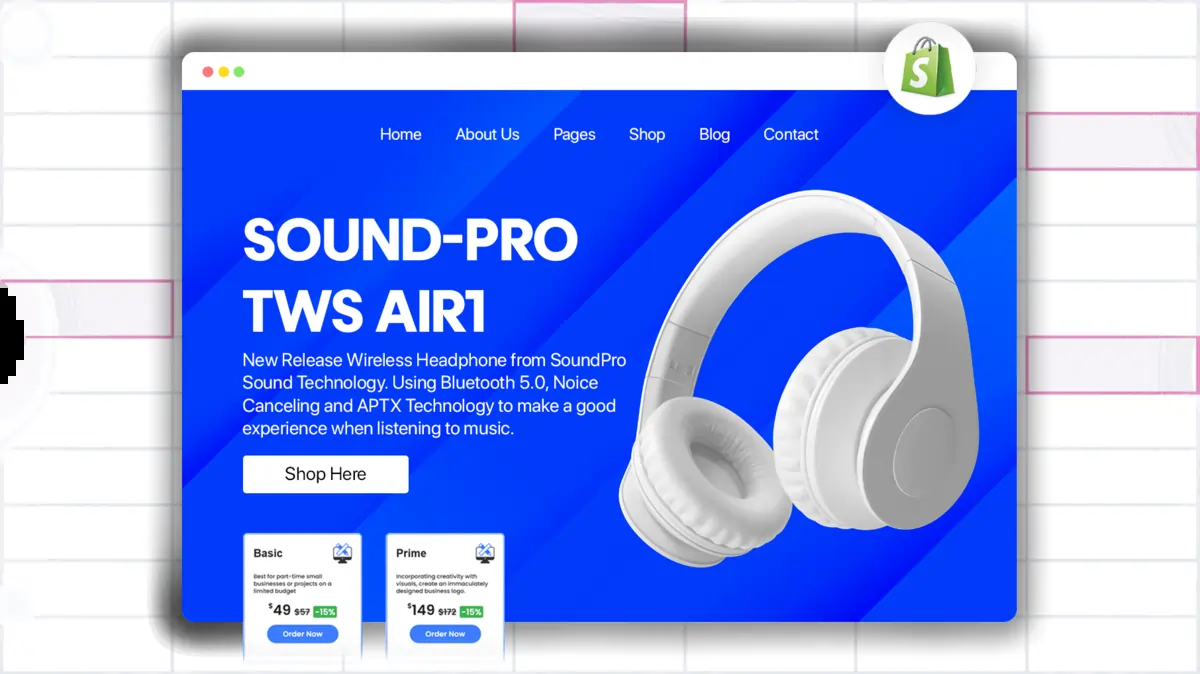 S
Home About Us Pages Shop Blog Contact
SOUND-PRO
TWS AIR1
New Release Wireless Headphone from SoundPro
Sound Technology. Using Bluetooth 5.0, Noice
Canceling and APTX Technology to make a good
experience when listening to music.
Shop Here
Basic
Best for part-time small
businesses or projects on a
limited budget
$49 $57 -15%
Order Now
Prime
Incorporating creativity with
visuals, create an immaculately
designed business logo.
$149 $172 -15%
Order Now